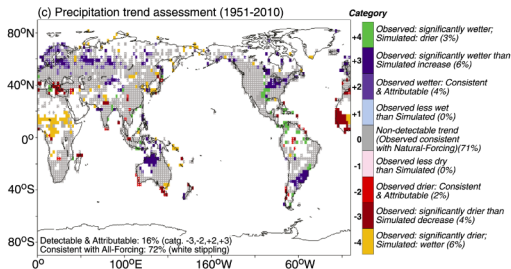 (c) Precipitation trend assessment (1951-2010)
Category
80°N
40°N
0°
40°S
80°S
0°
100°E
160°W
60°W
Detectable & Attributable: 16% (catg. -3,-2,+2,+3)
Consistent with All-Forcing: 72% (white stippling)
+4
Observed: significantly wetter;
Simulated: drier (3%)
+3
Observed: significantly wetter than
Simulated increase (6%)
+2
Observed wetter: Consistent
& Attributable (4%)
+1
Observed less wet
than Simulated (0%)
0
Non-detectable trend
(Observed consistent
with Natural-Forcing)(71%)
-1
Observed less dry
than Simulated (0%)
-2
Observed drier: Consistent
& Attributable (2%)
-3
Observed: significantly drier than
Simulated decrease (4%)
-4
Observed: significantly drier;
Simulated: wetter (6%)